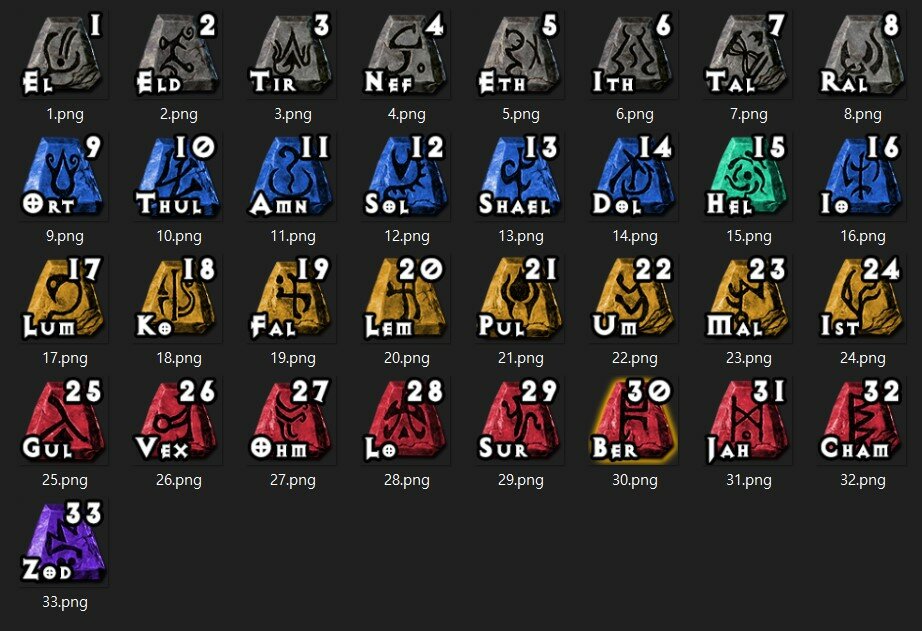 1 2 3 4 5 6 7 8
El Eld Tir Nef Eth Ith Tal Ral
1.png 2.png 3.png 4.png 5.png 6.png 7.png 8.png
9 10 11 12 13 14 15 16
Ort Thul Amn Sol Shael Dol Hel Io
9.png 10.png 11.png 12.png 13.png 14.png 15.png 16.png
17 18 19 20 21 22 23 24
Lum Ko Fal Lem Pul Um Mal Ist
17.png 18.png 19.png 20.png 21.png 22.png 23.png 24.png
25 26 27 28 29 30 31 32
Gul Vex Ohm Lo Sur Ber Jah Cham
25.png 26.png 27.png 28.png 29.png 30.png 31.png 32.png
33
Zod
33.png